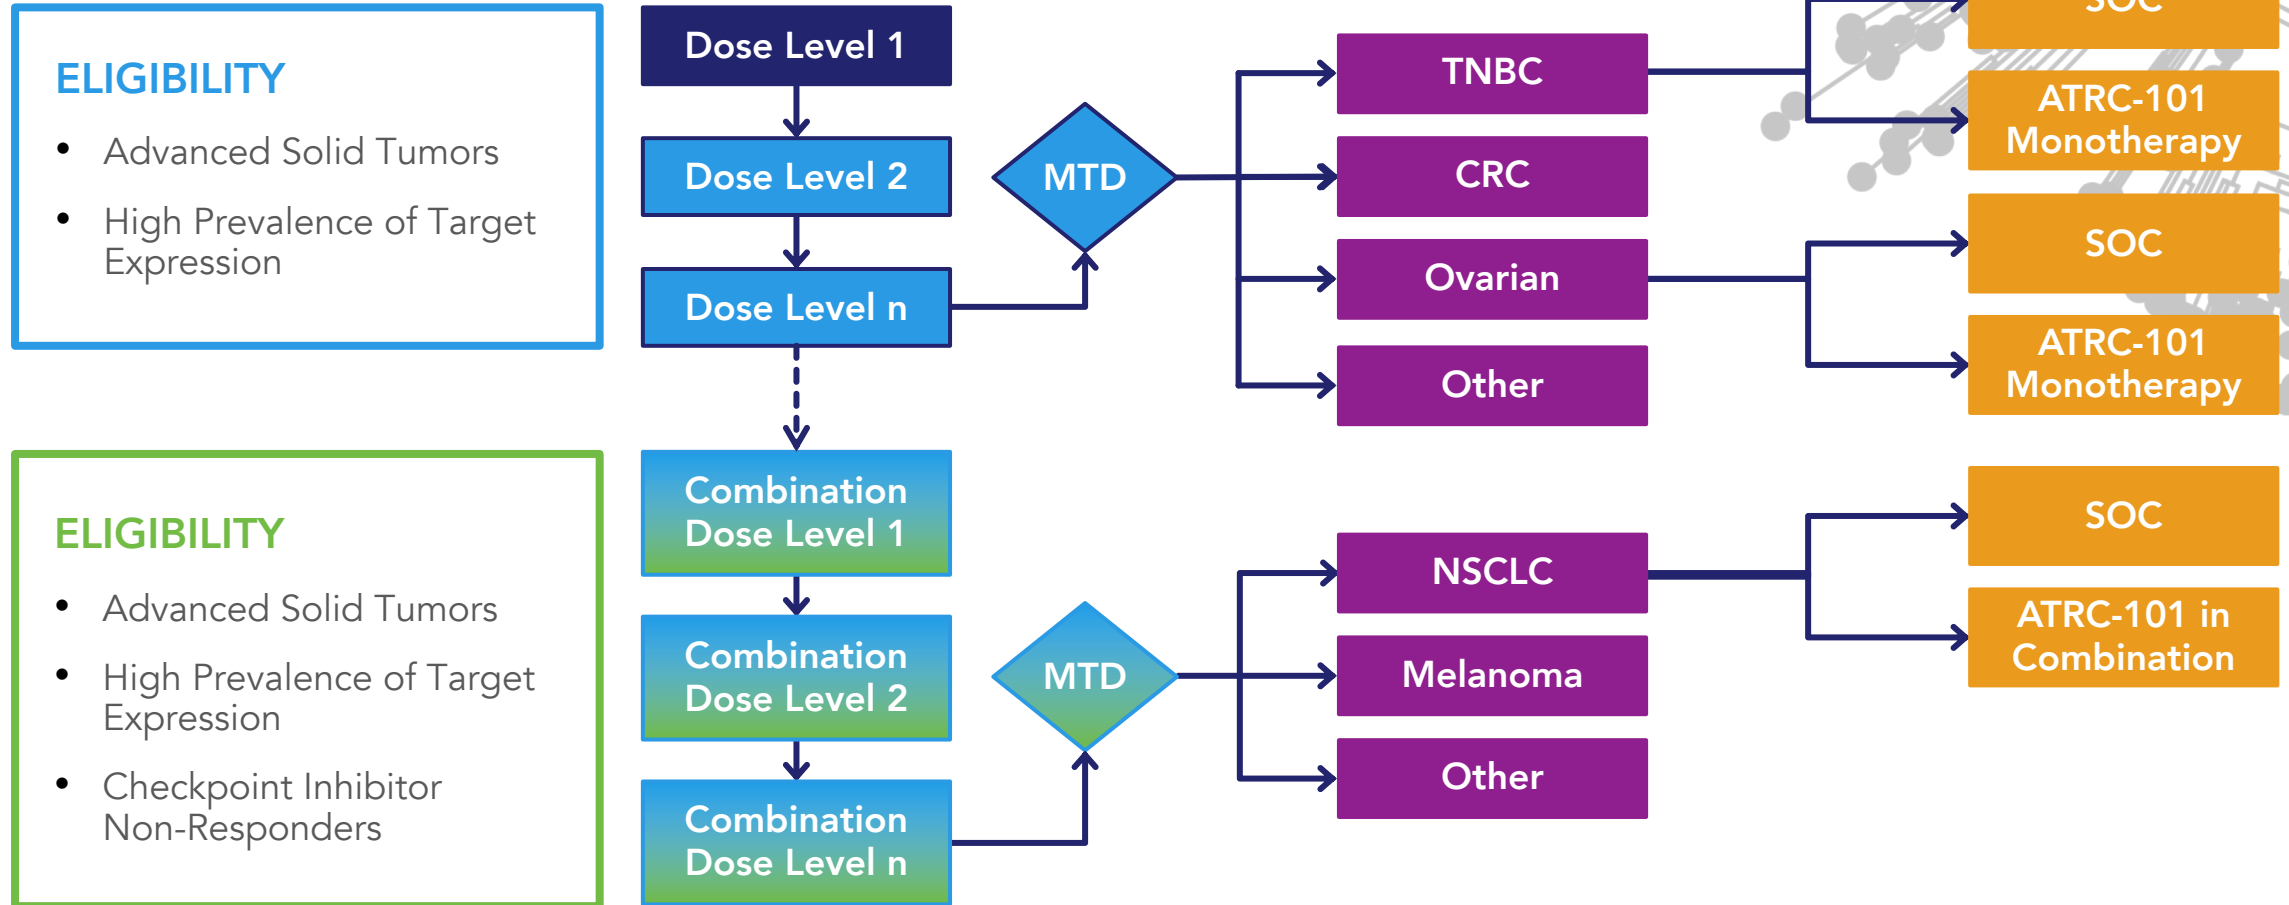 ELIGIBILITY
• Advanced Solid Tumors
• High Prevalence of Target
Expression
Dose Level 1
Dose Level 2
Dose Level n
MTD
TNBC
CRC
Ovarian
Other
SOC
ATRC-101
Monotherapy
SOC
ATRC-101
Monotherapy
ELIGIBILITY
• Advanced Solid Tumors
• High Prevalence of Target
Expression
• Checkpoint Inhibitor
Non-Responders
Combination
Dose Level 1
Combination
Dose Level 2
Combination
Dose Level n
MTD
NSCLC
Melanoma
Other
SOC
ATRC-101 in
Combination